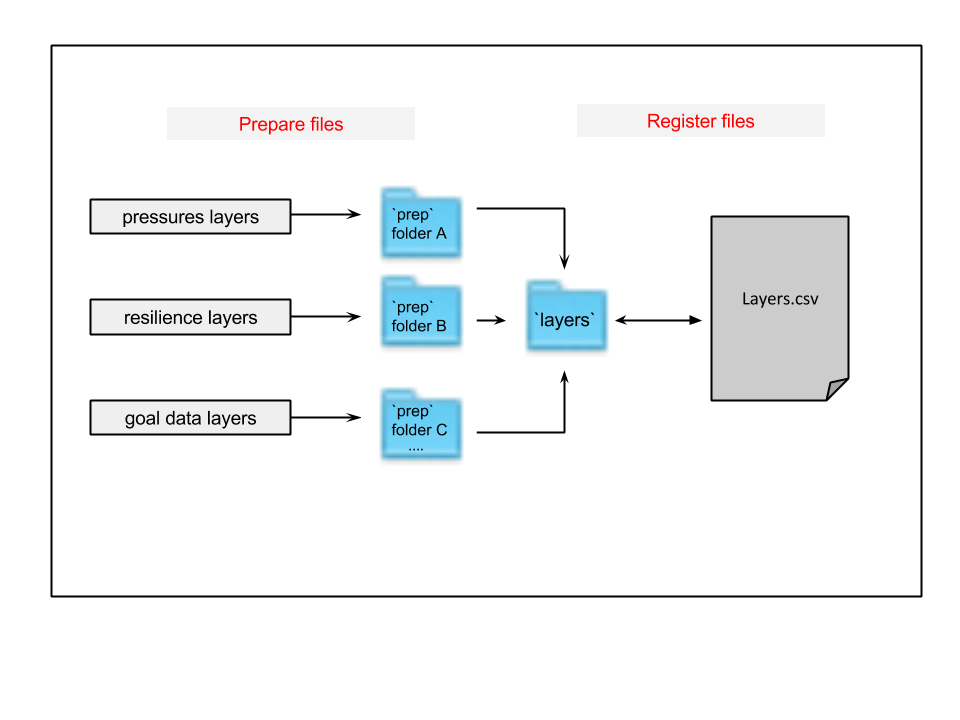 Prepare files
Register files
pressures layers
`prep`
folder A
resilience layers
`prep`
folder B
`layers`
Layers.csv
goal data layers
`prep`
folder C
....